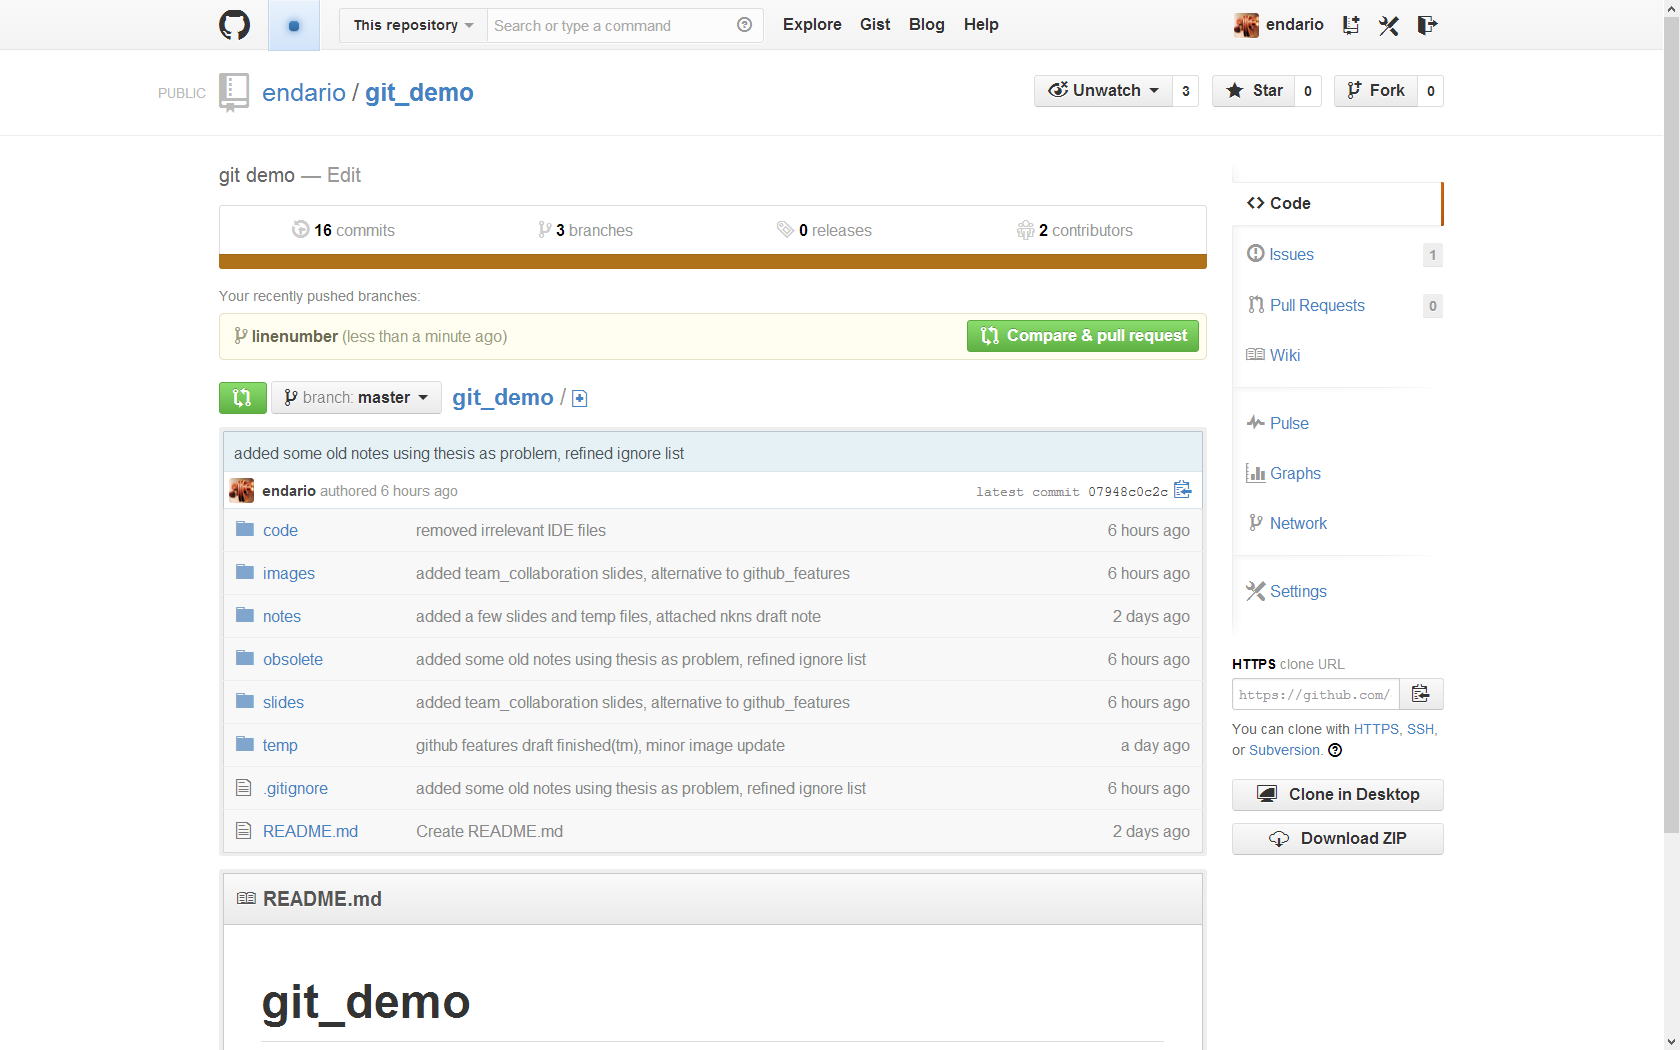 This repository Search or type a command Explore Gist Blog Help endario
PUBLIC endario / git_demo Unwatch 3 Star 0 Fork 0
git demo — Edit
16 commits 3 branches 0 releases 2 contributors
Your recently pushed branches:
linenumber (less than a minute ago) Compare & pull request
branch: master git_demo /
added some old notes using thesis as problem, refined ignore list
endario authored 6 hours ago latest commit 07948c0c2c
code removed irrelevant IDE files 6 hours ago
images added team_collaboration slides, alternative to github_features 6 hours ago
notes added a few slides and temp files, attached nkns draft note 2 days ago
obsolete added some old notes using thesis as problem, refined ignore list 6 hours ago
slides added team_collaboration slides, alternative to github_features 6 hours ago
temp github features draft finished(tm), minor image update a day ago
.gitignore added some old notes using thesis as problem, refined ignore list 6 hours ago
README.md Create README.md 2 days ago
README.md
git_demo
Code
Issues 1
Pull Requests 0
Wiki
Pulse
Graphs
Network
Settings
HTTPS clone URL
https://github.com/
You can clone with HTTPS, SSH,
or Subversion.
Clone in Desktop
Download ZIP